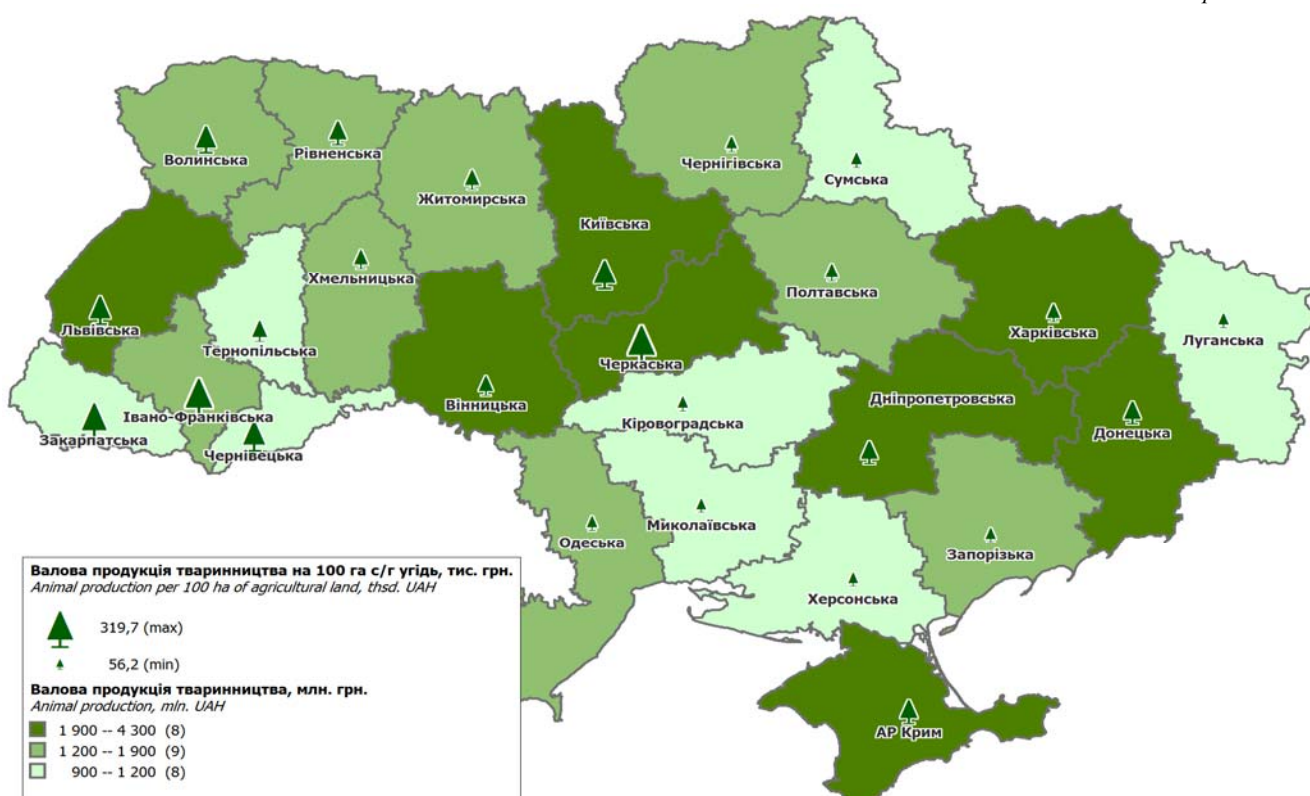 Волинська
Рівненська
Житомирська
Чернігівська
Сумська
Київська
Львівська
Тернопільська
Хмельницька
Полтавська
Харківська
Луганська
Закарпатська
Івано-Франківська
Чернівецька
Вінницька
Черкаська
Кіровоградська
Дніпропетровська
Донецька
Одеська
Миколаївська
Запорізька
Херсонська
АР Крим
Валова продукція тваринництва на 100 га с/г угідь, тис. грн.
Animal production per 100 ha of agricultural land, thsd. UAH
319,7 (max)
56,2 (min)
Валова продукція тваринництва, млн. грн.
Animal production, mln. UAH
1 900 -- 4 300 (8)
1 200 -- 1 900 (9)
900 -- 1 200 (8)